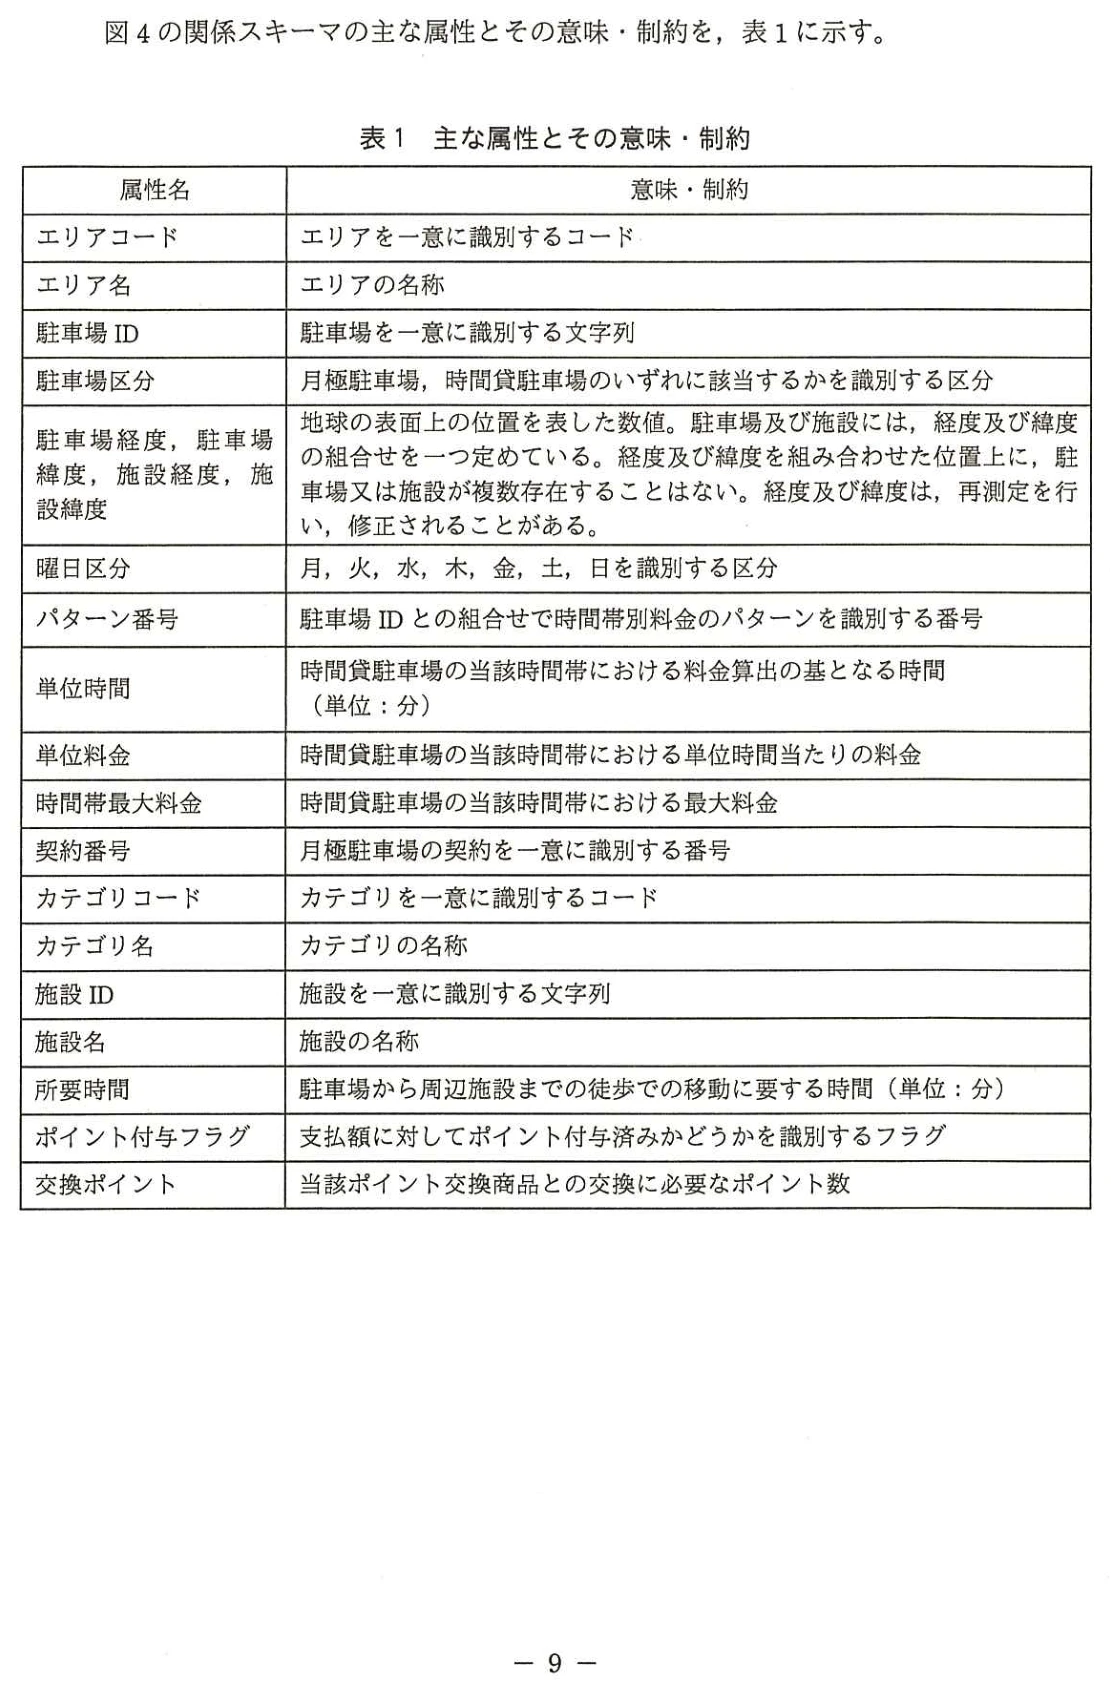 図4の関係スキーマの主な属性とその意味・制約を，表1に示す。
表1　主な属性とその意味・制約
属性名　意味・制約
エリアコード　エリアを一意に識別するコード
エリア名　エリアの名称
駐車場 ID　駐車場を一意に識別する文字列
駐車場区分　月極駐車場，時間貸駐車場のいずれに該当するかを識別する区分
駐車場経度，駐車場
緯度，施設経度，施
設緯度
地球の表面上の位置を表した数値。駐車場及び施設には，経度及び緯度
の組合せを一つ定めている。経度及び緯度を組み合わせた位置上に，駐
車場又は施設が複数存在することはない。経度及び緯度は，再測定を行
い，修正されることがある。
曜日区分　月，火，水，木，金，土，日を識別する区分
パターン番号　駐車場 ID との組合せで時間帯別料金のパターンを識別する番号
単位時間　時間貸駐車場の当該時間帯における料金算出の基となる時間
（単位：分）
単位料金　時間貸駐車場の当該時間帯における単位時間当たりの料金
時間帯最大料金　時間貸駐車場の当該時間帯における最大料金
契約番号　月極駐車場の契約を一意に識別する番号
カテゴリコード　カテゴリを一意に識別するコード
カテゴリ名　カテゴリの名称
施設 ID　施設を一意に識別する文字列
施設名　施設の名称
所要時間　駐車場から周辺施設までの徒歩での移動に要する時間（単位：分）
ポイント付与フラグ　支払額に対してポイント付与済みかどうかを識別するフラグ
交換ポイント　当該ポイント交換商品との交換に必要なポイント数
― 9 ―